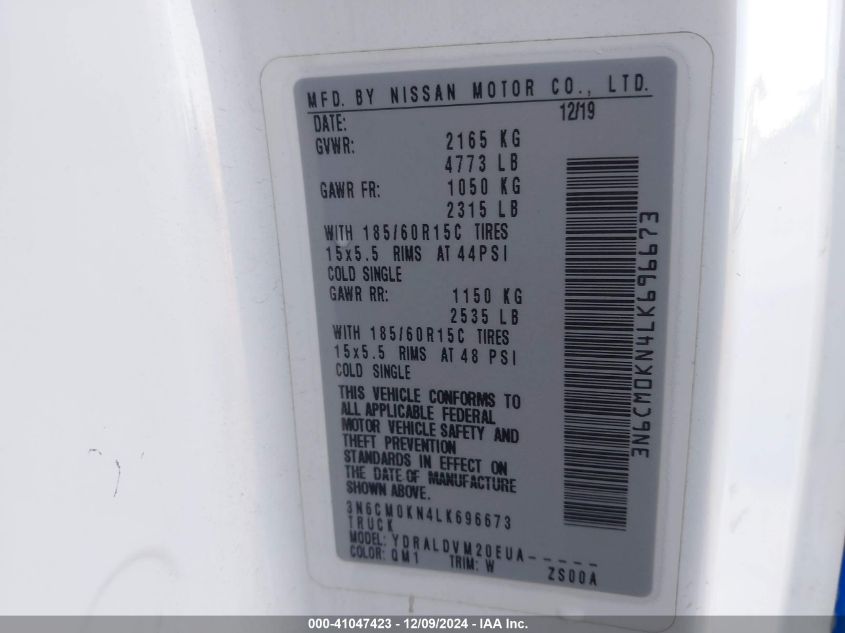 MFD. BY NISSAN MOTOR CO., LTD.
DATE: 12/19
GVWR: 2165 KG
4773 LB
GAWR FR: 1050 KG
2315 LB
WITH 185/60R15C TIRES
15x5.5 RIMS AT 44PSI
COLD SINGLE
GAWR RR: 1150 KG
2535 LB
WITH 185/60R15C TIRES
15x5.5 RIMS AT 48 PSI
COLD SINGLE
THIS VEHICLE CONFORMS TO
ALL APPLICABLE FEDERAL
MOTOR VEHICLE SAFETY AND
THEFT PREVENTION
STANDARDS IN EFFECT ON
THE DATE OF MANUFACTURE
SHOWN ABOVE.
3N6CM0KN4LK696673
TRUCK
MODEL: YDRALDVM20EUA-----
COLOR: QM1 TRIM: W ZS00A
3N6CM0KN4LK696673
000-41047423 - 12/09/2024 - IAAI Inc.